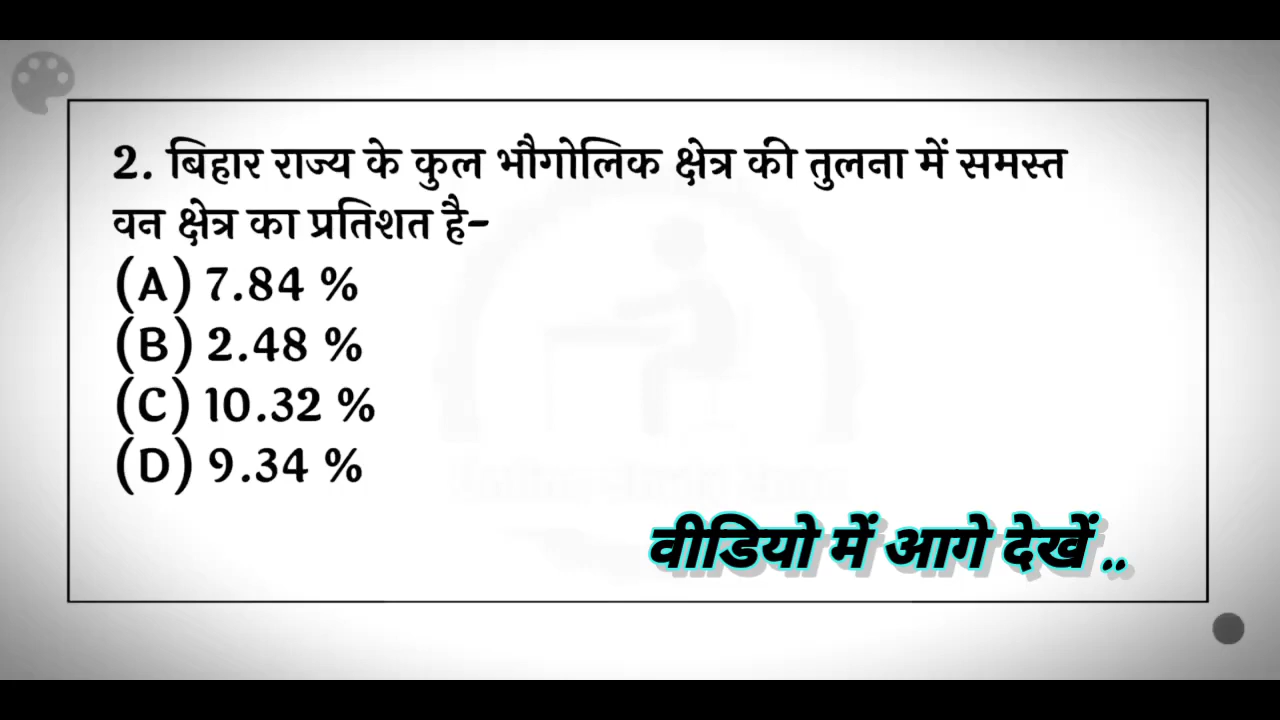 2. बिहार राज्य के कुल भौगोलिक क्षेत्र की तुलना में समस्त
वन क्षेत्र का प्रतिशत है-
(A) 7.84 %
(B) 2.48 %
(C) 10.32 %
(D) 9.34 %
वीडियो में आगे देखें ..